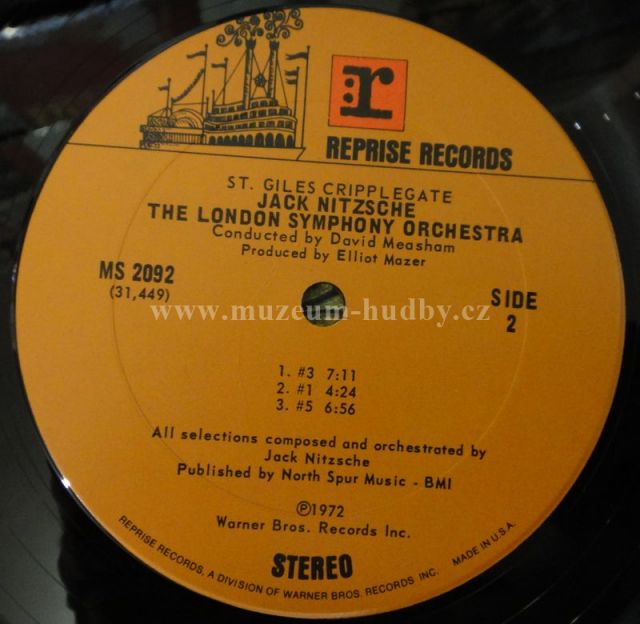 r
REPRISE RECORDS
ST. GILES CRIPPLEGATE
JACK NITZSCHE
THE LONDON SYMPHONY ORCHESTRA
Conducted by David Measham
Produced by Elliot Mazer
MS 2092
(31,449)
SIDE
2
www.muzeum-hudby.cz
1. #3 7:11
2. #1 4:24
3. #5 6:56
All selections composed and orchestrated by
Jack Nitzsche
Published by North Spur Music - BMI
Ⓟ1972
Warner Bros. Records Inc.
STEREO
REPRISE RECORDS, A DIVISION OF WARNER BROS. RECORDS INC. MADE IN U.S.A.